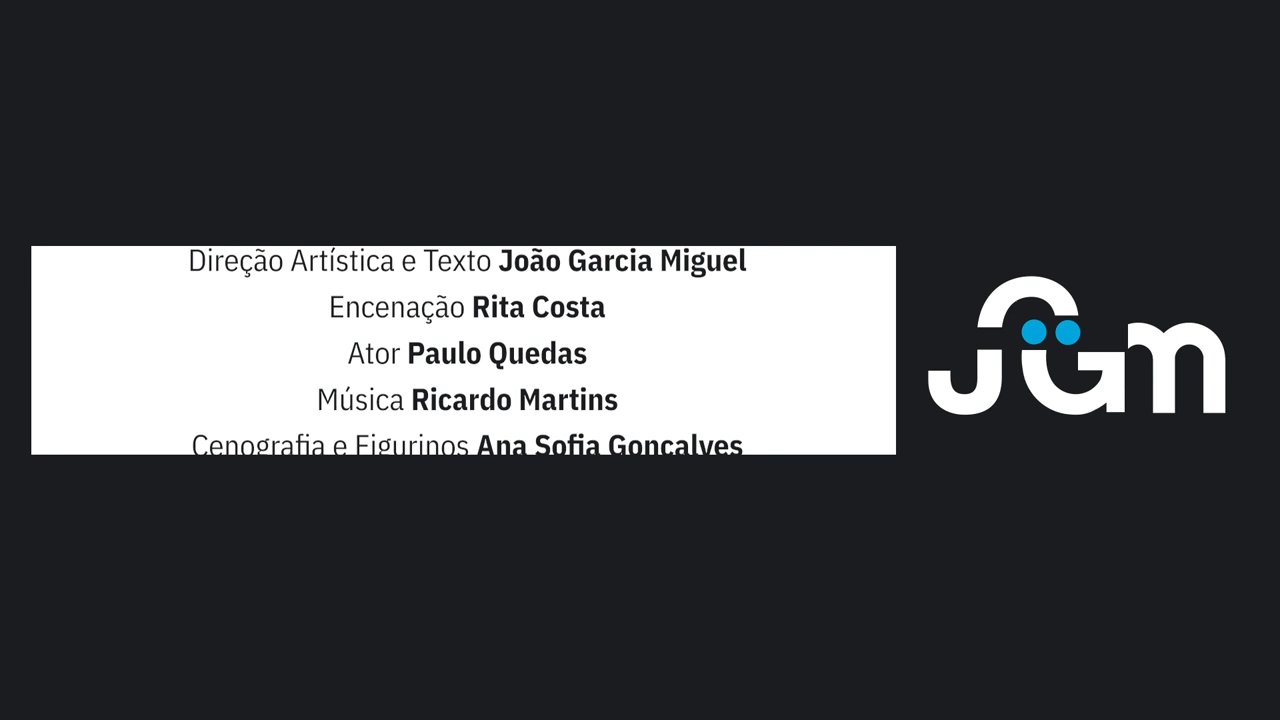 Direção Artística e Texto João Garcia Miguel
Encenação Rita Costa
Ator Paulo Quedas
Música Ricardo Martins
Cenografia e Figurinos Ana Sofia Gonçalves
JGm